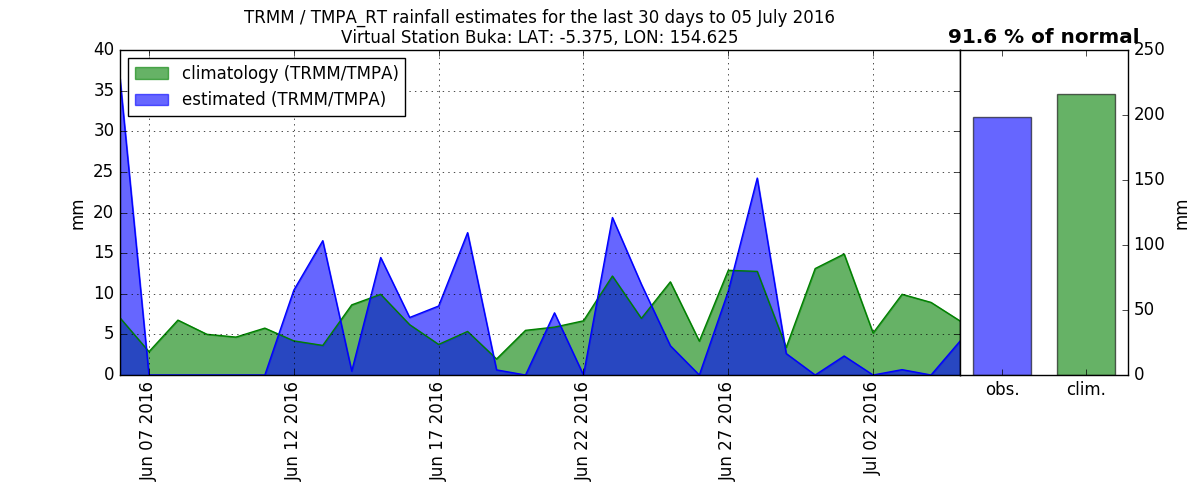 TRMM / TMPA_RT rainfall estimates for the last 30 days to 05 July 2016
Virtual Station Buka: LAT: -5.375, LON: 154.625
91.6 % of normal
climatology (TRMM/TMPA)
estimated (TRMM/TMPA)
mm
40
35
30
25
20
15
10
5
0
Jun 07 2016
Jun 12 2016
Jun 17 2016
Jun 22 2016
Jun 27 2016
Jul 02 2016
obs.
clim.
250
200
150
100
50
0
mm